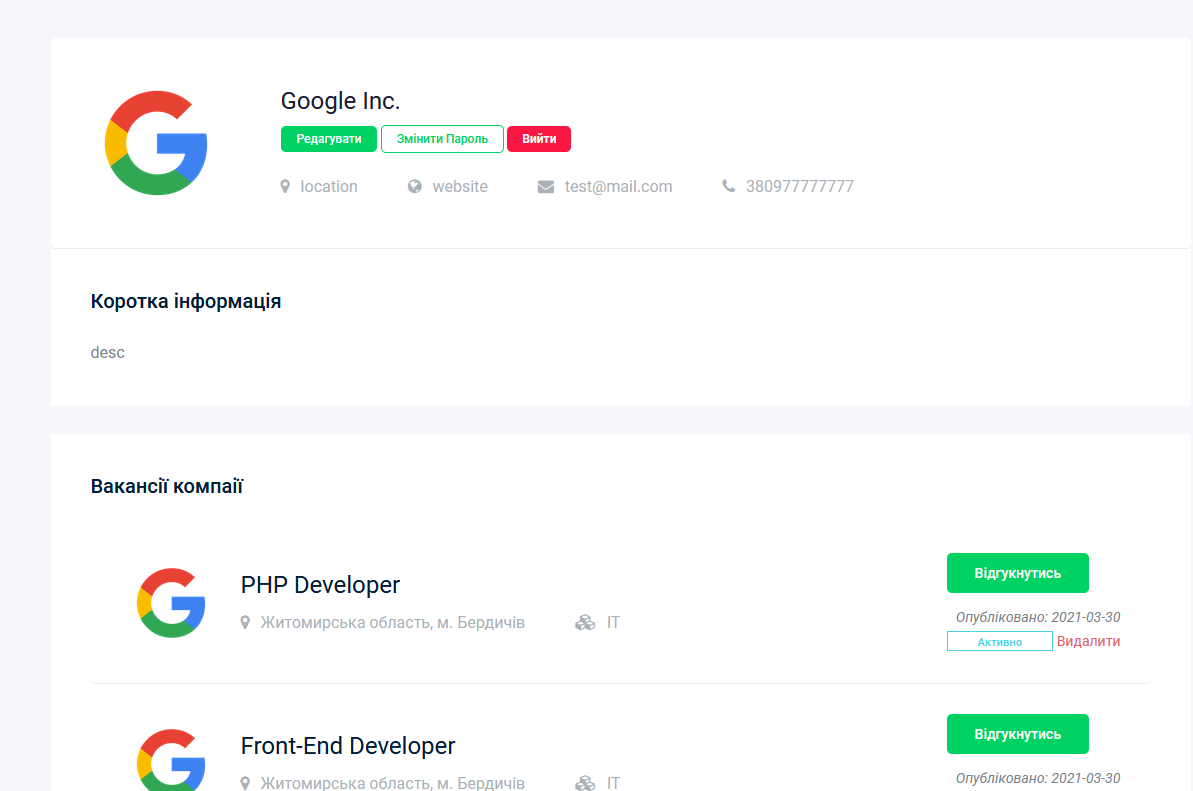 Google Inc.
Редагувати Змінити Пароль Вийти
location website test@mail.com 380977777777
Коротка інформація
desc
Вакансії компаії
Відгукнутись
PHP Developer
Житомирська область, м. Бердичів IT
Опубліковано: 2021-03-30
Активно Видалити
Відгукнутись
Front-End Developer
Житомирська область, м. Бердичів IT
Опубліковано: 2021-03-30